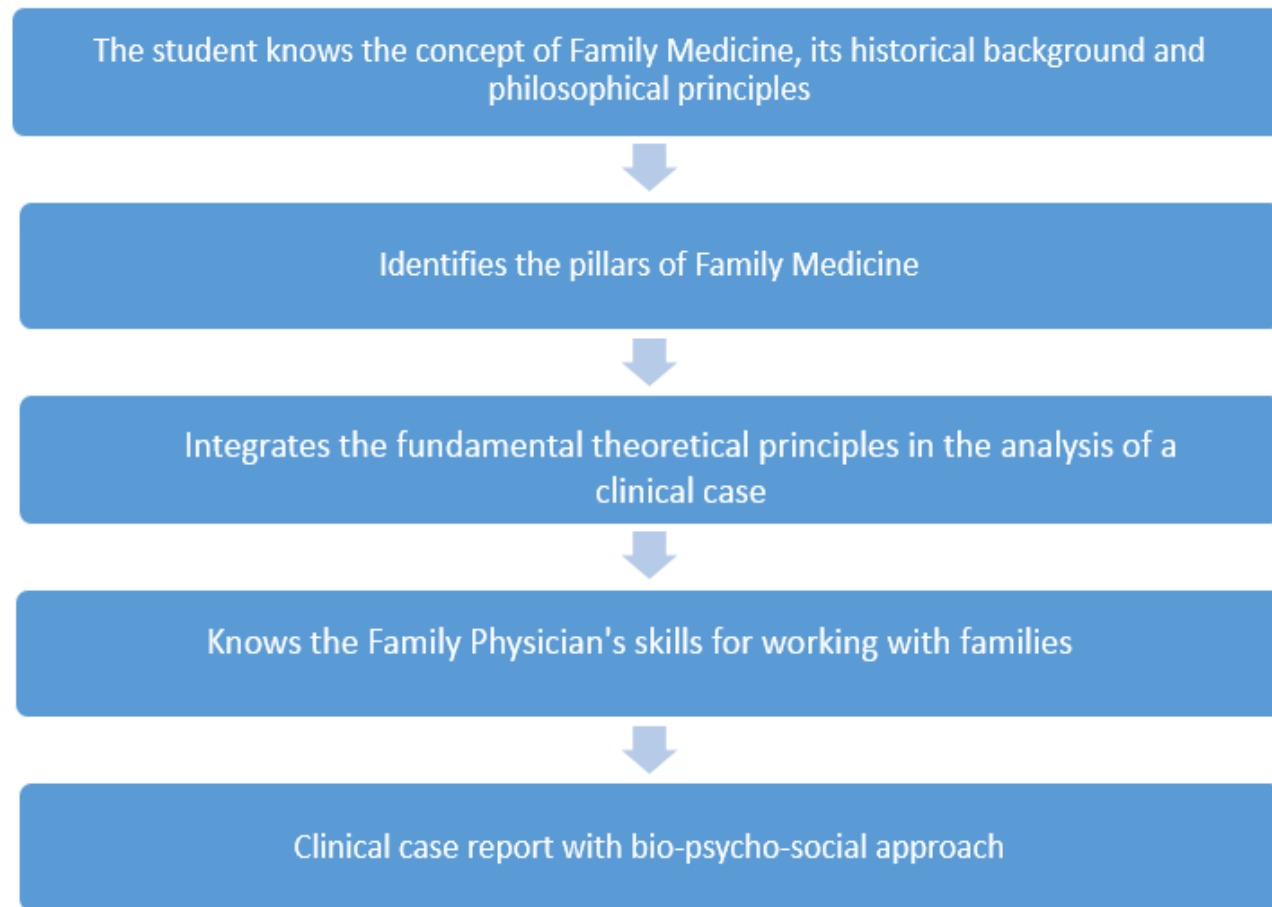 The student knows the concept of Family Medicine, its historical background and
philosophical principles
Identifies the pillars of Family Medicine
Integrates the fundamental theoretical principles in the analysis of a
clinical case
Knows the Family Physician's skills for working with families
Clinical case report with bio-psycho-social approach